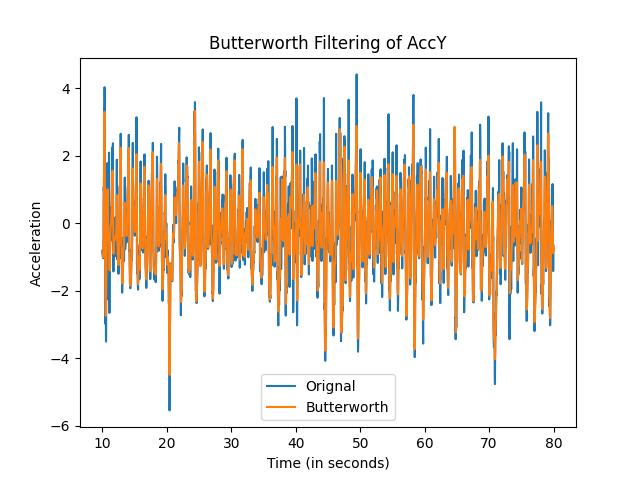 Butterworth Filtering of AccY
Acceleration
4
2
0
−2
−4
−6
Orignal
Butterworth
10 20 30 40 50 60 70 80
Time (in seconds)